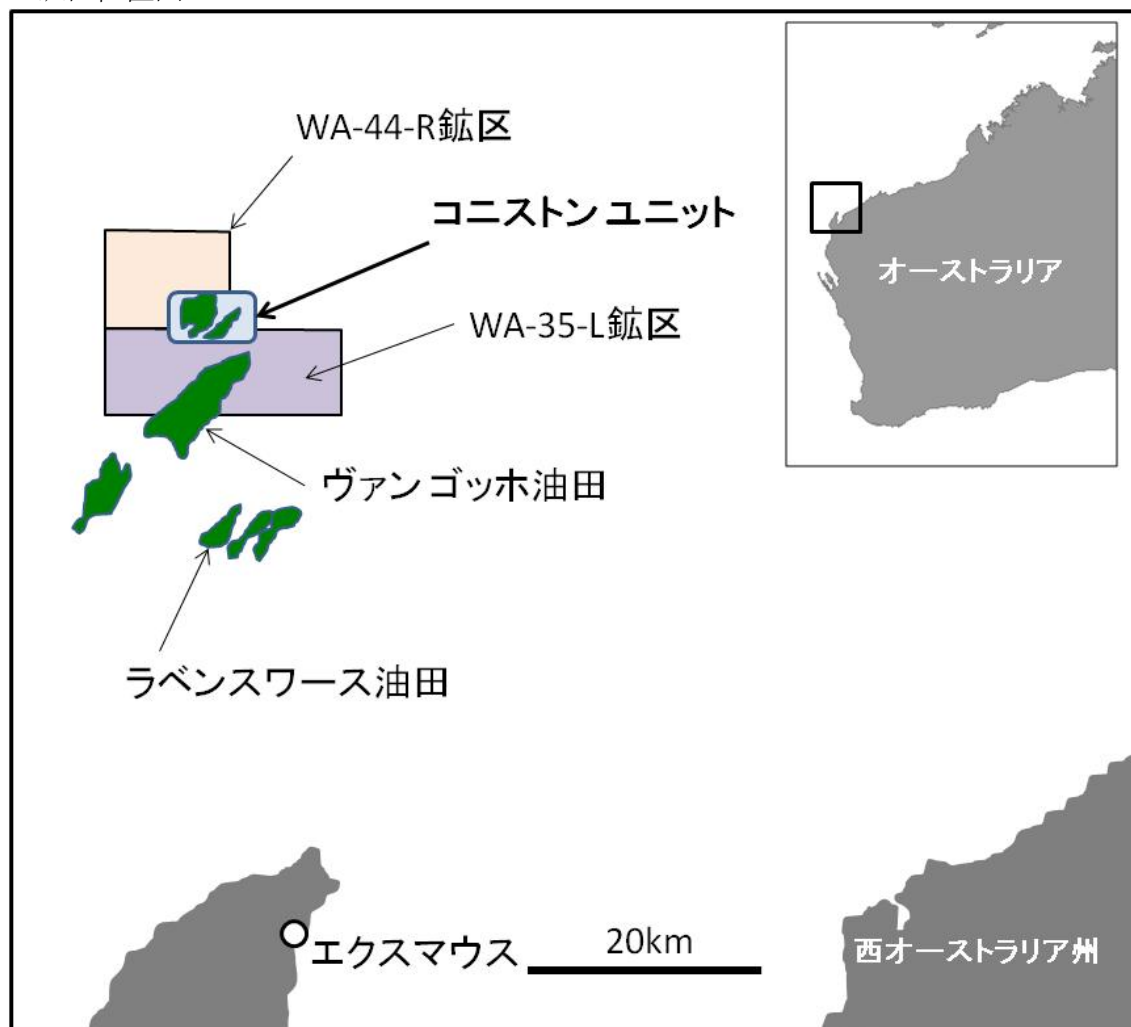 WA-44-R鉱区
コニストン ユニット
オーストラリア
WA-35-L鉱区
ヴァン ゴッホ油田
ラベンスワース油田
エクスマウス
20km
西オーストラリア州